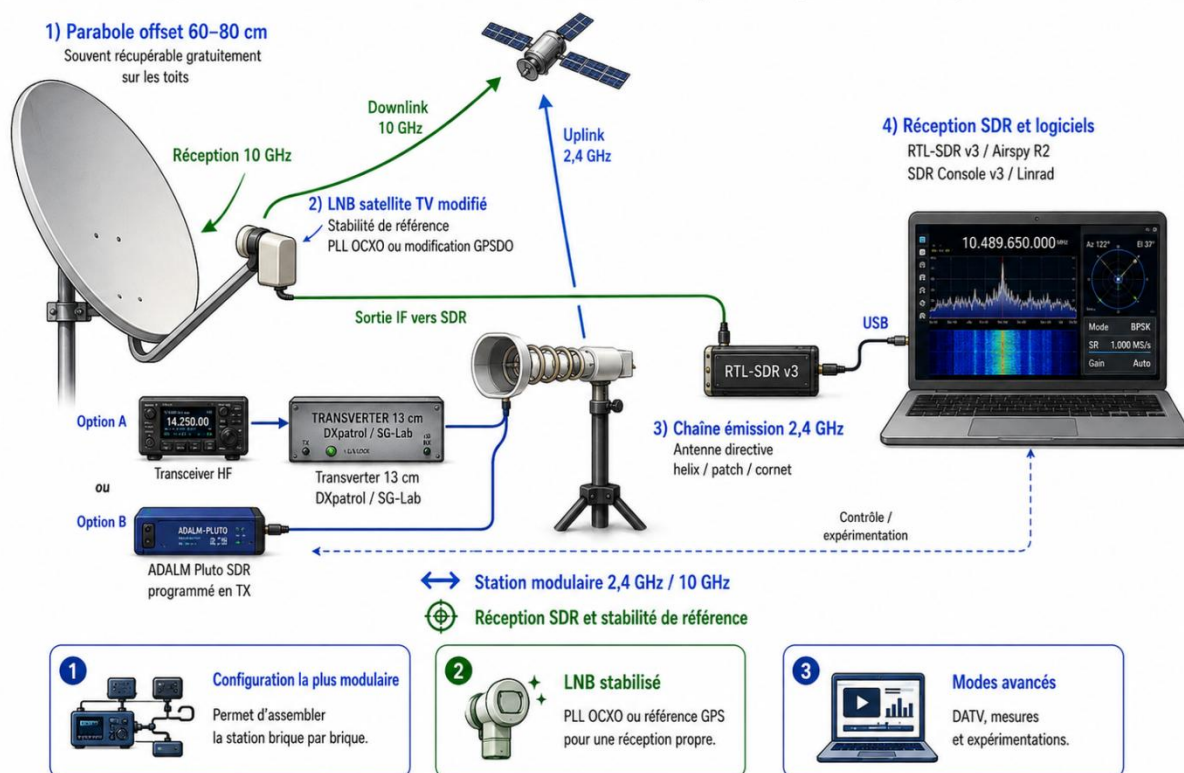 1) Parabole offset 60–80 cm
Souvent récupérable gratuitement
sur les toits
Réception 10 GHz
Downlink
10 GHz
Uplink
2,4 GHz
2) LNB satellite TV modifié
Stabilité de référence
PLL OCXO ou modification GPSDO
Sortie IF vers SDR
4) Réception SDR et logiciels
RTL-SDR v3 / Airspy R2
SDR Console v3 / Linrad
10.489.650.000 MHz
Az 122°
El 37°
Mode BPSK
SR 1.000 MS/s
Gain Auto
USB
RTL-SDR v3
3) Chaîne émission 2,4 GHz
Antenne directive
helix / patch / cornet
Option A
14.250.00
Transceiver HF
TRANSVERTER 13 cm
DXpatrol / SG-Lab
TX
Transverter 13 cm
DXpatrol / SG-Lab
ou
Option B
ADALM-PLUTO
ADALM Pluto SDR
programmé en TX
Contrôle /
expérimentation
Station modulaire 2,4 GHz / 10 GHz
Réception SDR et stabilité de référence
1
Configuration la plus modulaire
Permet d'assembler
la station brique par brique.
2
LNB stabilisé
PLL OCXO ou référence GPS
pour une réception propre.
3
Modes avancés
DATV, mesures
et expérimentations.